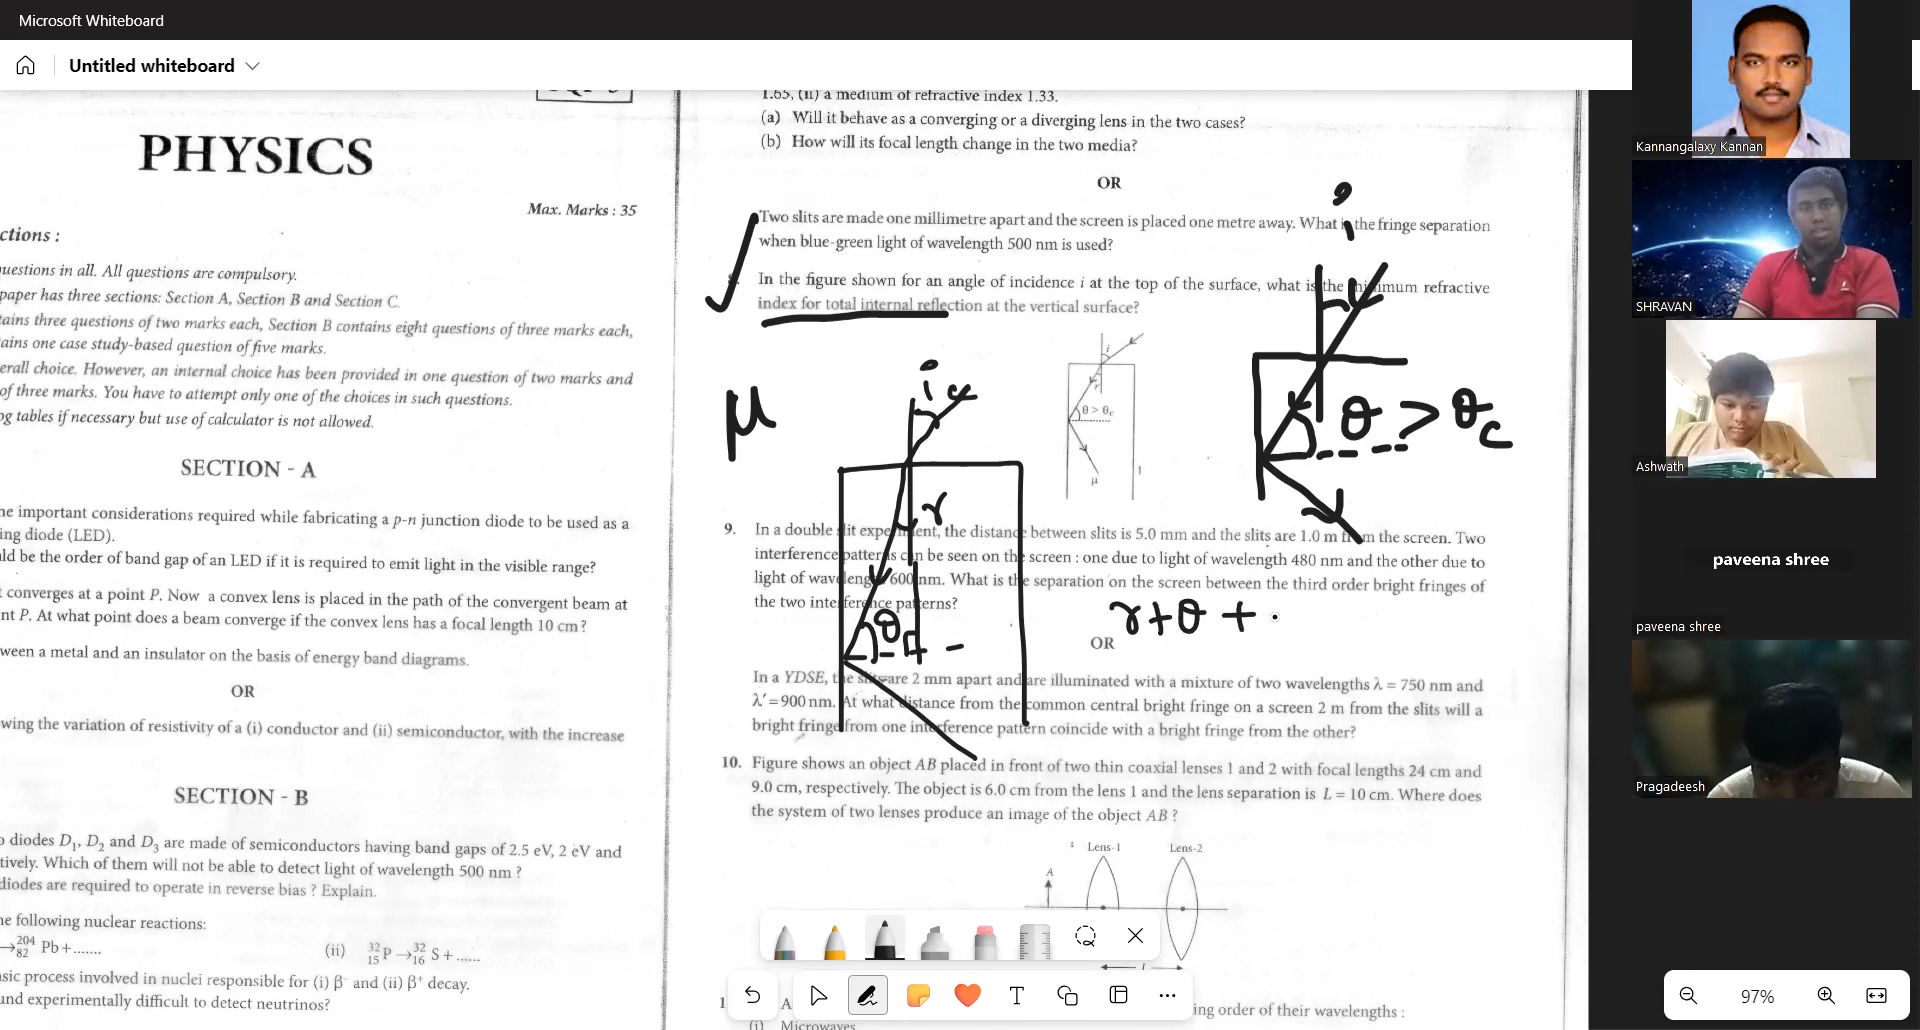 Microsoft Whiteboard
Untitled whiteboard
PHYSICS
Max. Marks : 35
ctions :
uestions in all. All questions are compulsory.
paper has three sections: Section A, Section B and Section C.
tains three questions of two marks each, Section B contains eight questions of three marks each,
ains one case study-based question of five marks.
erall choice. However, an internal choice has been provided in one question of two marks and
of three marks. You have to attempt only one of the choices in such questions.
og tables if necessary but use of calculator is not allowed.
SECTION - A
ne important considerations required while fabricating a p-n junction diode to be used as a
ing diode (LED).
ld be the order of band gap of an LED if it is required to emit light in the visible range?
t converges at a point P. Now a convex lens is placed in the path of the convergent beam at
nt P. At what point does a beam converge if the convex lens has a focal length 10 cm?
ween a metal and an insulator on the basis of energy band diagrams.
OR
wing the variation of resistivity of a (i) conductor and (ii) semiconductor, with the increase
SECTION - B
o diodes D1, D2 and D3 are made of semiconductors having band gaps of 2.5 eV, 2 eV and
tively. Which of them will not be able to detect light of wavelength 500 nm ?
diodes are required to operate in reverse bias ? Explain.
ne following nuclear reactions:
→ 204 82 Pb + .......
(ii) 32 15 P → 32 16 S + ......
asic process involved in nuclei responsible for (i) β⁻ and (ii) β⁺ decay.
und experimentally difficult to detect neutrinos?
1.65, (ii) a medium of refractive index 1.33.
(a) Will it behave as a converging or a diverging lens in the two cases?
(b) How will its focal length change in the two media?
OR
Two slits are made one millimetre apart and the screen is placed one metre away. What is the fringe separation
when blue-green light of wavelength 500 nm is used?
In the figure shown for an angle of incidence i at the top of the surface, what is the minimum refractive
index for total internal reflection at the vertical surface?
i
r
θ > θc
μ
μ
i
r
θ
i
θ > θc
r + θ +
9. In a double slit experiment, the distance between slits is 5.0 mm and the slits are 1.0 m from the screen. Two
interference patterns can be seen on the screen : one due to light of wavelength 480 nm and the other due to
light of wavelength 600 nm. What is the separation on the screen between the third order bright fringes of
the two interference patterns?
OR
In a YDSE, the slits are 2 mm apart and are illuminated with a mixture of two wavelengths λ = 750 nm and
λ′ = 900 nm. At what distance from the common central bright fringe on a screen 2 m from the slits will a
bright fringe from one interference pattern coincide with a bright fringe from the other?
10. Figure shows an object AB placed in front of two thin coaxial lenses 1 and 2 with focal lengths 24 cm and
9.0 cm, respectively. The object is 6.0 cm from the lens 1 and the lens separation is L = 10 cm. Where does
the system of two lenses produce an image of the object AB ?
Lens-1
Lens-2
A
ing order of their wavelengths :
(i) Microwaves
Kannangalaxy Kannan
SHRAVAN
Ashwath
paveena shree
paveena shree
Pragadeesh
97%